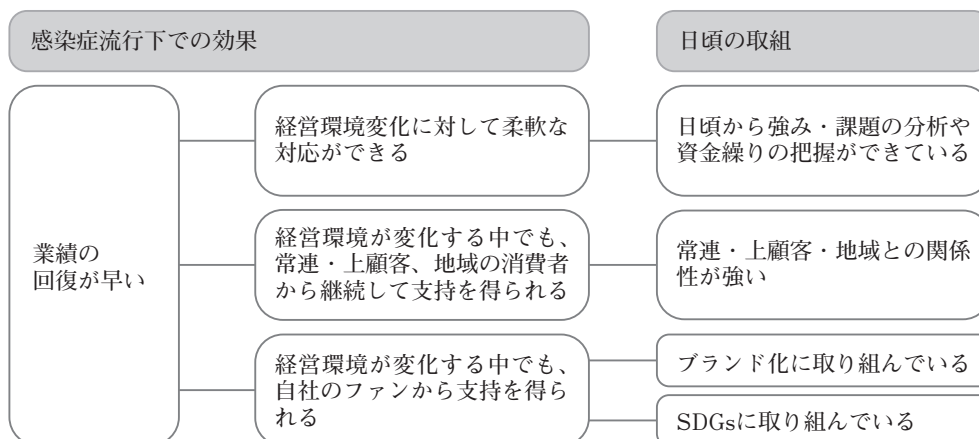 感染症流行下での効果
日頃の取組
業績の
回復が早い
経営環境変化に対して柔軟な
対応ができる
日頃から強み・課題の分析や
資金繰りの把握ができている
経営環境が変化する中でも、
常連・上顧客、地域の消費者
から継続して支持を得られる
常連・上顧客・地域との関係
性が強い
経営環境が変化する中でも、
自社のファンから支持を得ら
れる
ブランド化に取り組んでいる
SDGsに取り組んでいる